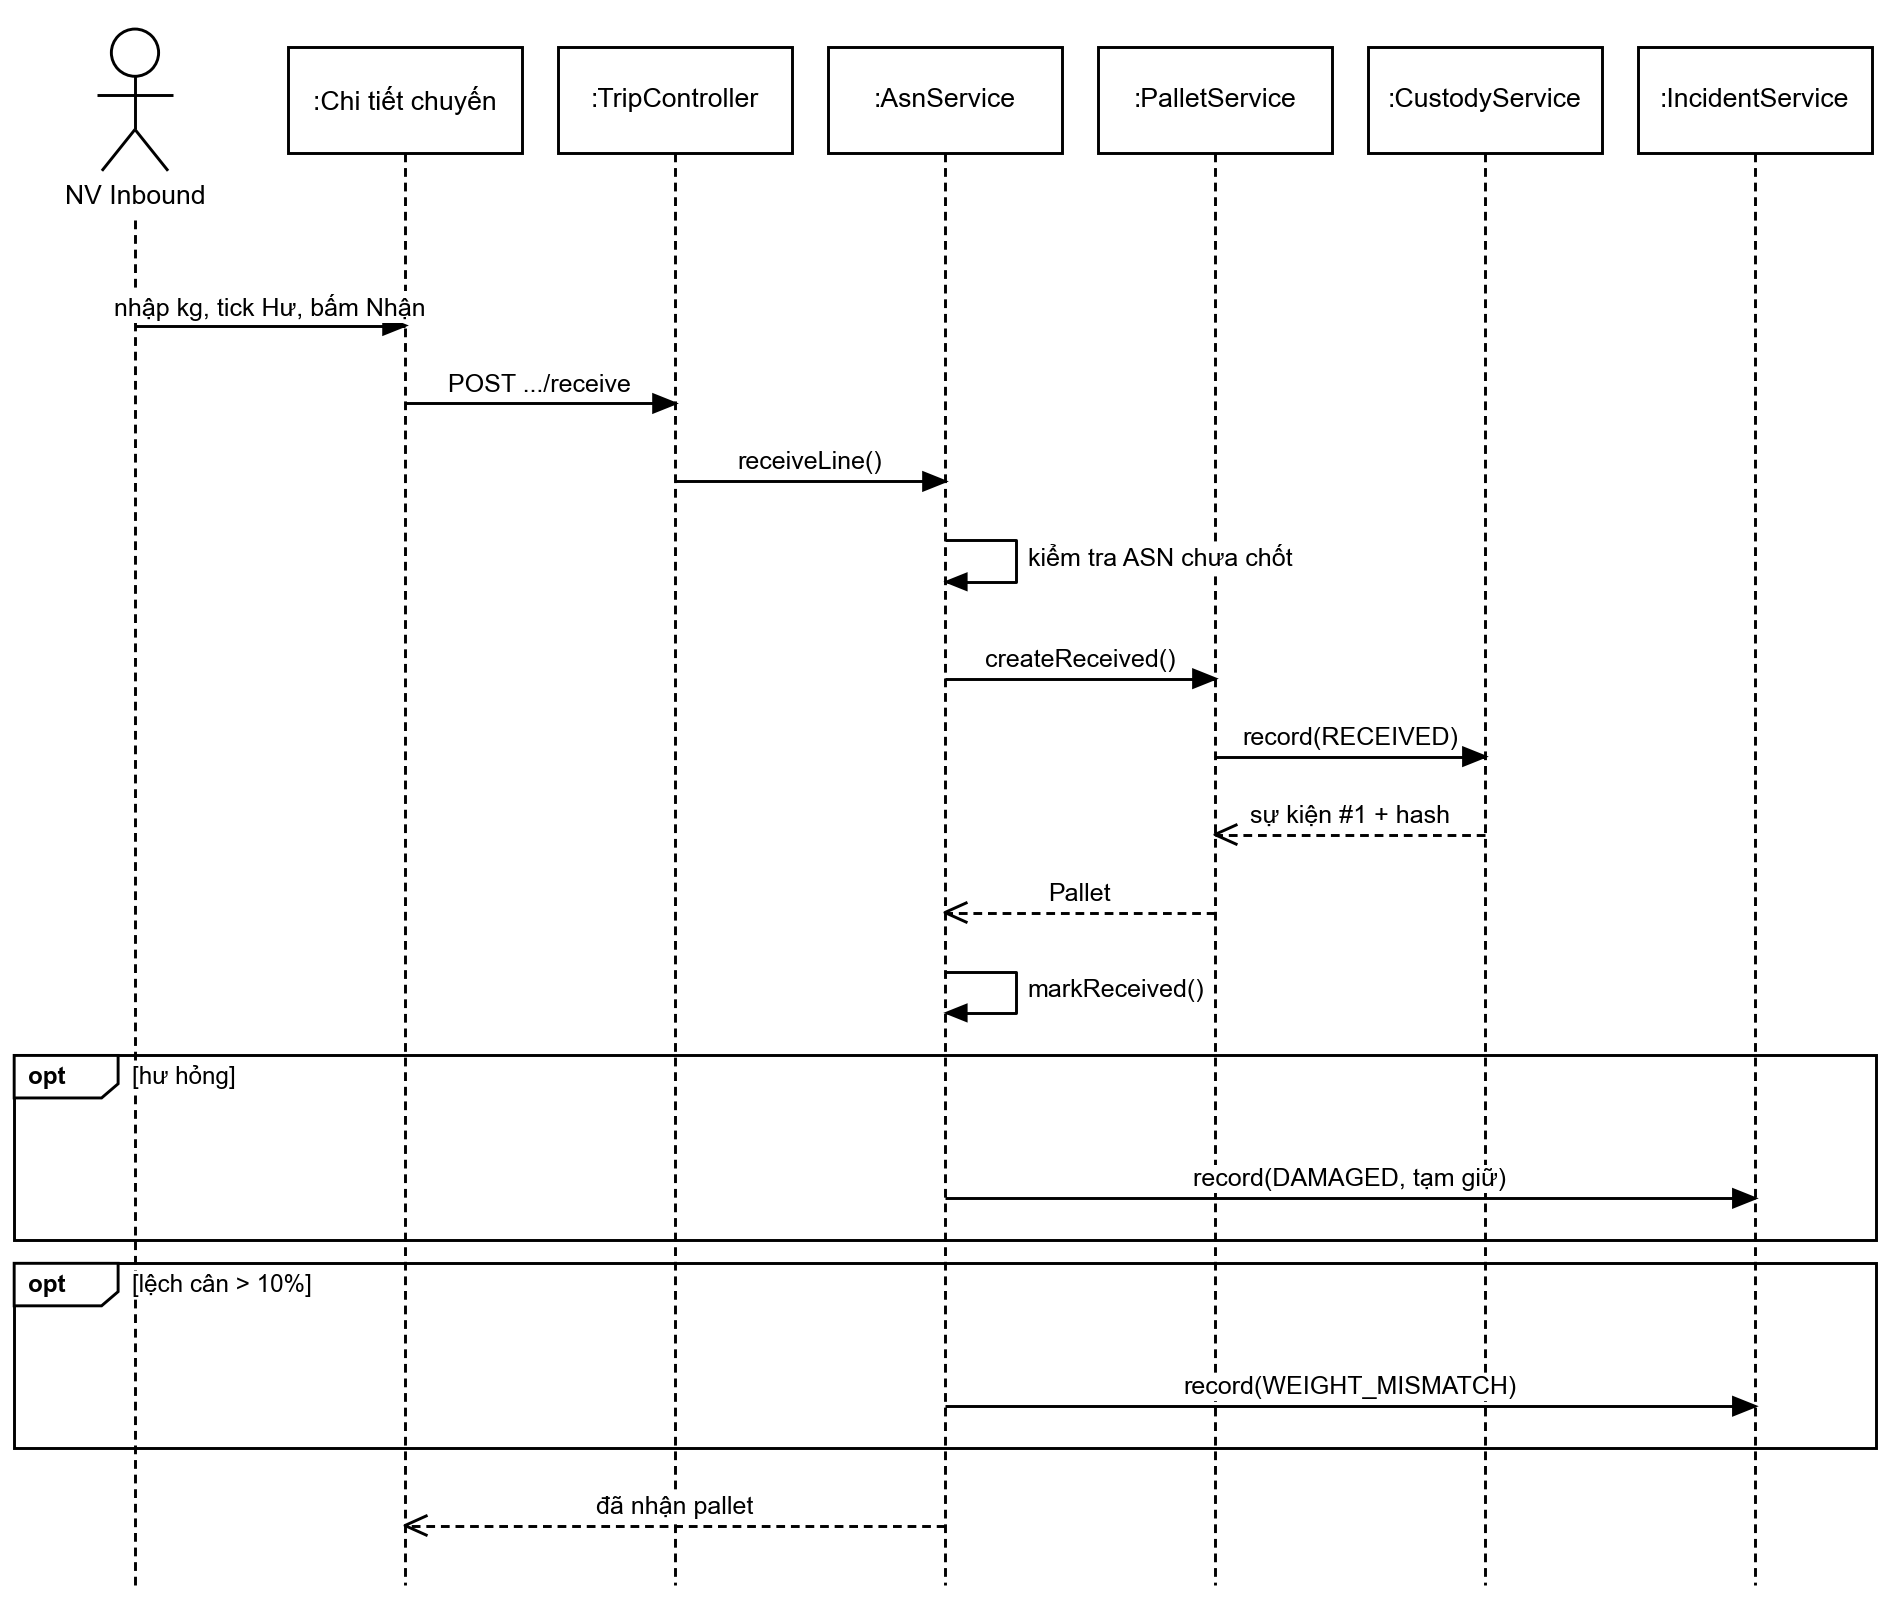 NV Inbound
:Chi tiết chuyến
:TripController
:AsnService
:PalletService
:CustodyService
:IncidentService
nhập kg, tick Hư, bấm Nhận
POST .../receive
receiveLine()
kiểm tra ASN chưa chốt
createReceived()
record(RECEIVED)
sự kiện #1 + hash
Pallet
markReceived()
opt [hư hỏng]
record(DAMAGED, tạm giữ)
opt [lệch cân > 10%]
record(WEIGHT_MISMATCH)
đã nhận pallet